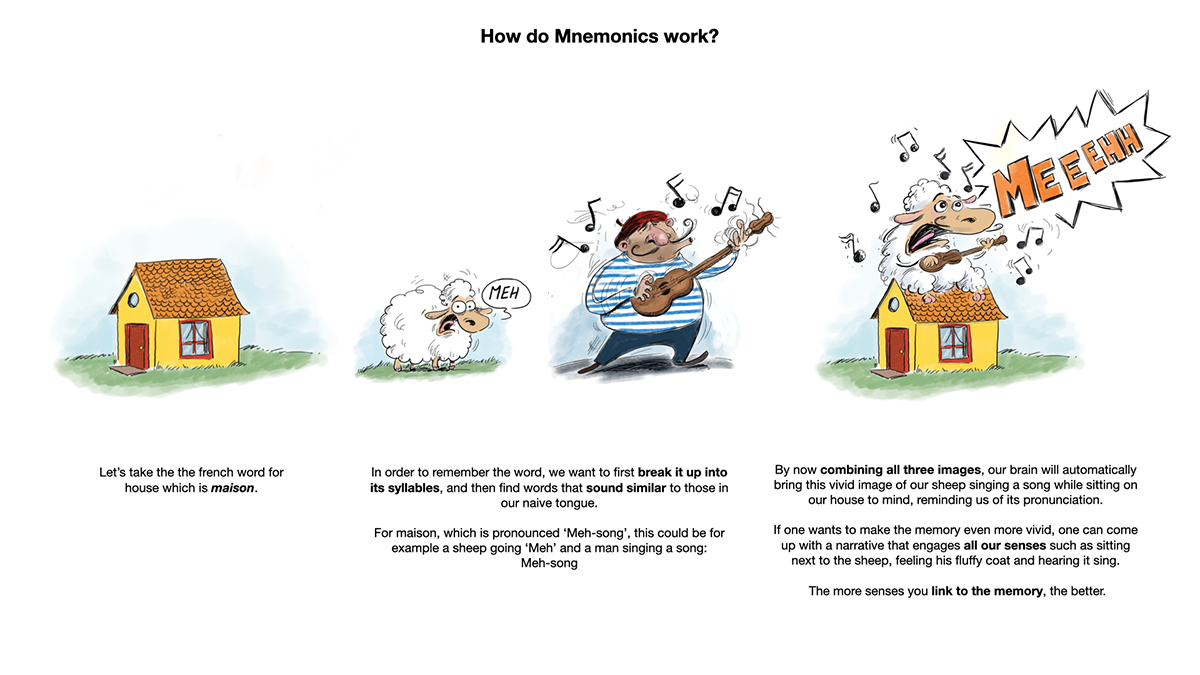 How do Mnemonics work?
MEH
MEEEHH
Let's take the the french word for
house which is maison.
In order to remember the word, we want to first break it up into
its syllables, and then find words that sound similar to those in
our naive tongue.
For maison, which is pronounced ‘Meh-song’, this could be for
example a sheep going ‘Meh’ and a man singing a song:
Meh-song
By now combining all three images, our brain will automatically
bring this vivid image of our sheep singing a song while sitting on
our house to mind, reminding us of its pronunciation.
If one wants to make the memory even more vivid, one can come
up with a narrative that engages all our senses such as sitting
next to the sheep, feeling his fluffy coat and hearing it sing.
The more senses you link to the memory, the better.